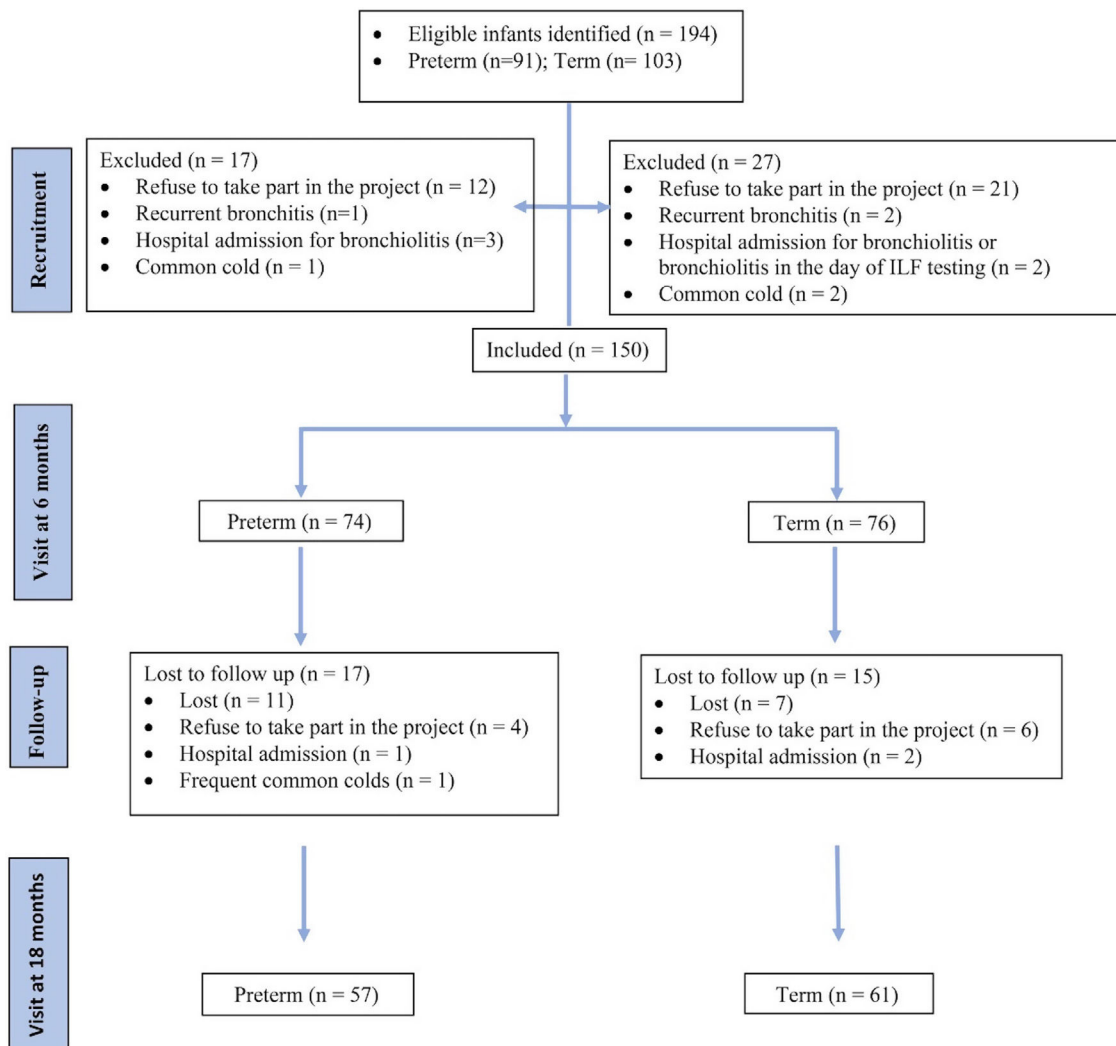 • Eligible infants identified (n = 194)
• Preterm (n=91); Term (n= 103)
Recruitment
Excluded (n = 17)
• Refuse to take part in the project (n = 12)
• Recurrent bronchitis (n=1)
• Hospital admission for bronchiolitis (n=3)
• Common cold (n = 1)
Excluded (n = 27)
• Refuse to take part in the project (n = 21)
• Recurrent bronchitis (n = 2)
• Hospital admission for bronchiolitis or
bronchiolitis in the day of ILF testing (n = 2)
• Common cold (n = 2)
Included (n = 150)
Visit at 6 months
Preterm (n = 74)
Term (n = 76)
Follow-up
Lost to follow up (n = 17)
• Lost (n = 11)
• Refuse to take part in the project (n = 4)
• Hospital admission (n = 1)
• Frequent common colds (n = 1)
Lost to follow up (n = 15)
• Lost (n = 7)
• Refuse to take part in the project (n = 6)
• Hospital admission (n = 2)
Visit at 18 months
Preterm (n = 57)
Term (n = 61)